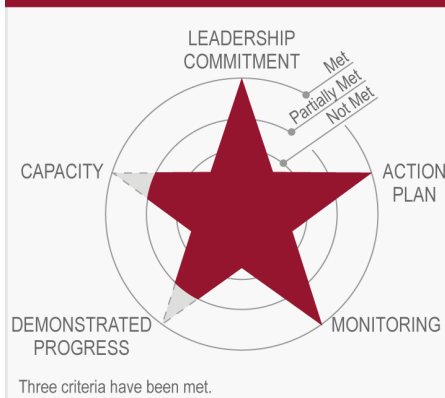 LEADERSHIP
COMMITMENT
Met
Partially Met
Not Met
CAPACITY
ACTION
PLAN
DEMONSTRATED
PROGRESS
MONITORING
Three criteria have been met.